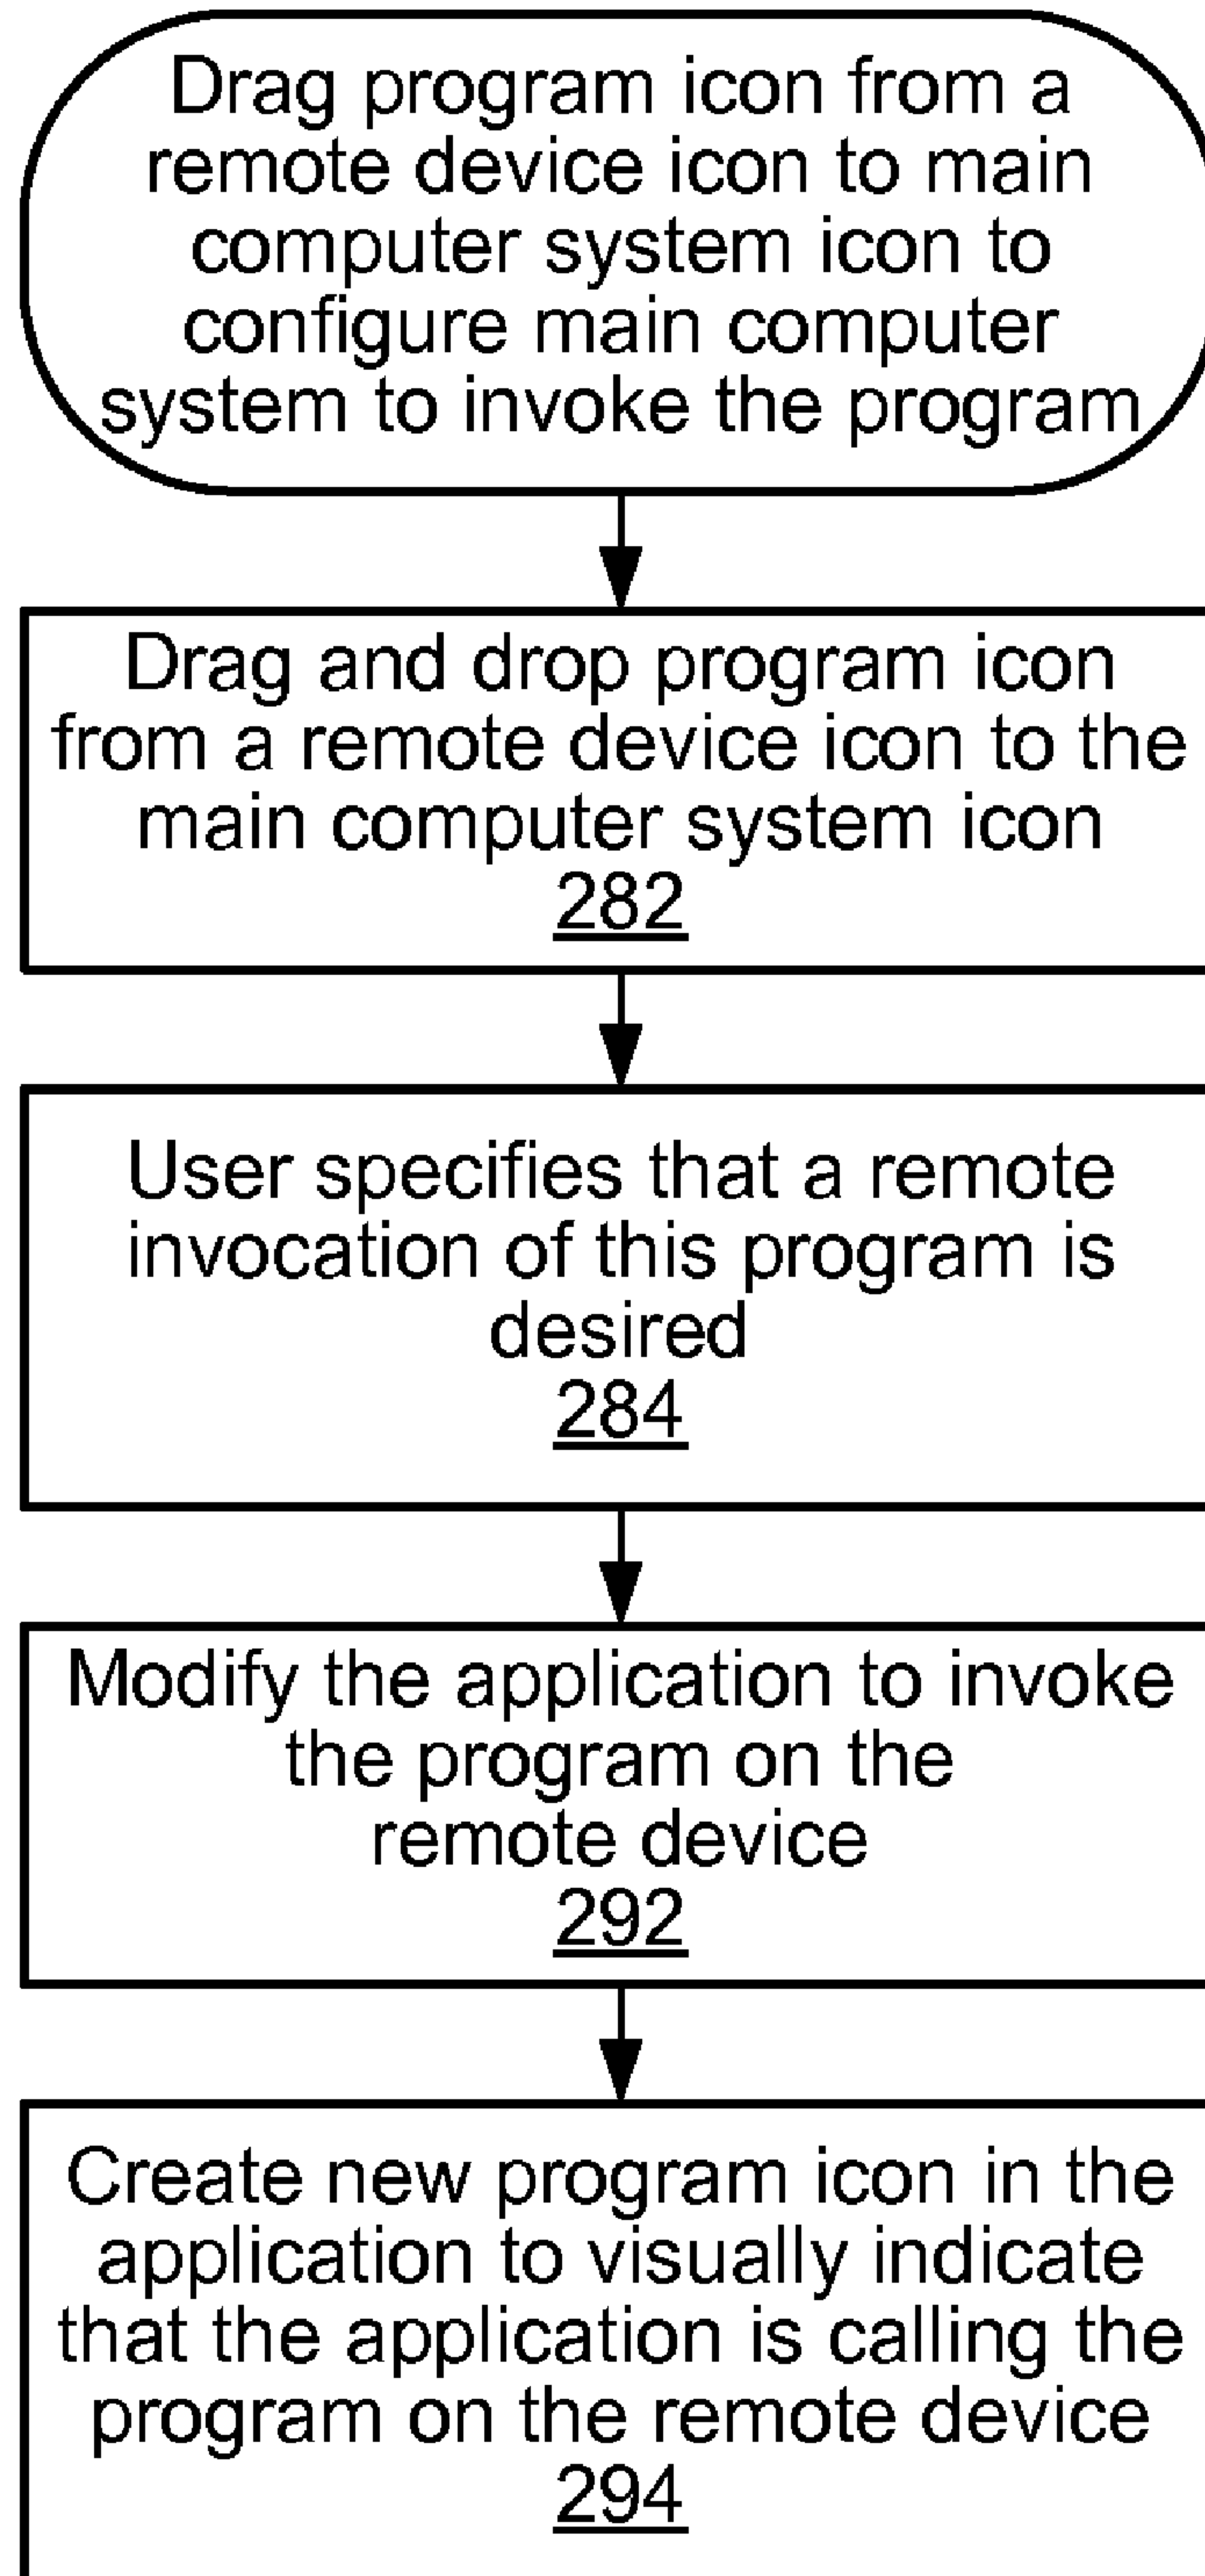 Drag program icon from a
remote device icon to main
computer system icon to
configure main computer
system to invoke the program
Drag and drop program icon
from a remote device icon to the
main computer system icon
282
User specifies that a remote
invocation of this program is
desired
284
Modify the application to invoke
the program on the
remote device
292
Create new program icon in the
application to visually indicate
that the application is calling the
program on the remote device
294